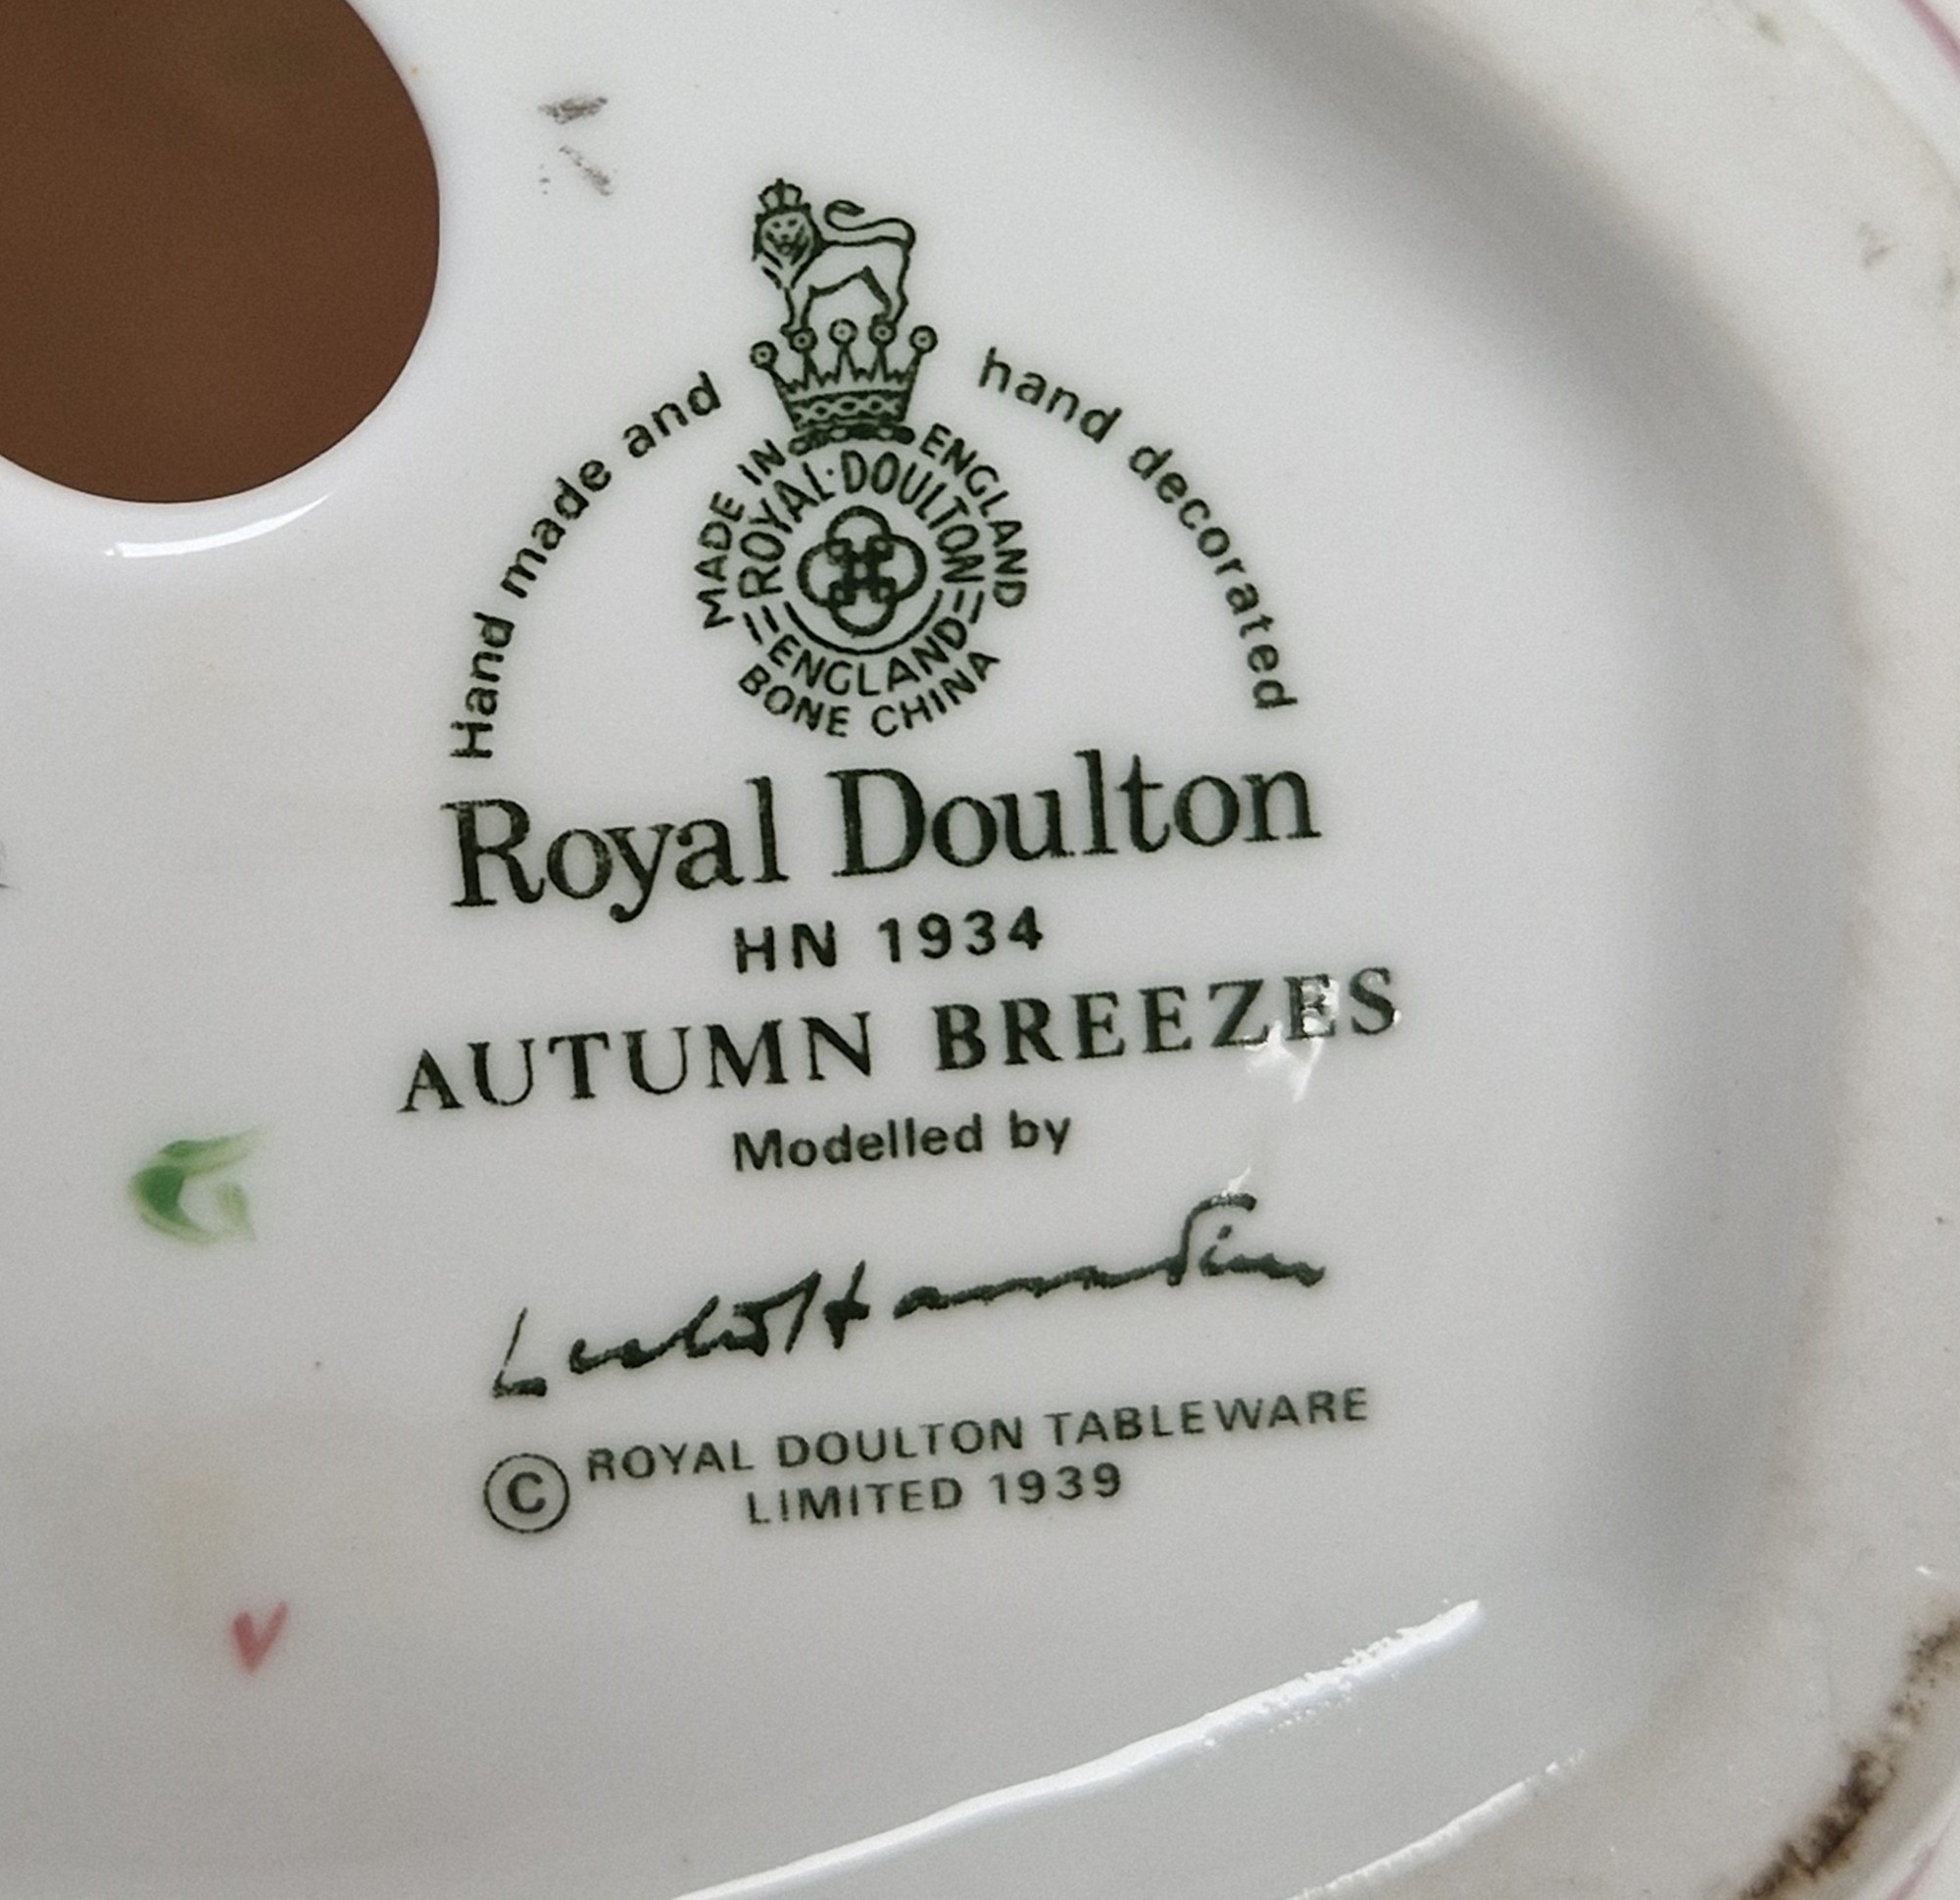 Hand made and hand decorated
MADE IN ENGLAND
ROYAL·DOULTON
ENGLAND
BONE CHINA
Royal Doulton
HN 1934
AUTUMN BREEZES
Modelled by
© ROYAL DOULTON TABLEWARE
LIMITED 1939